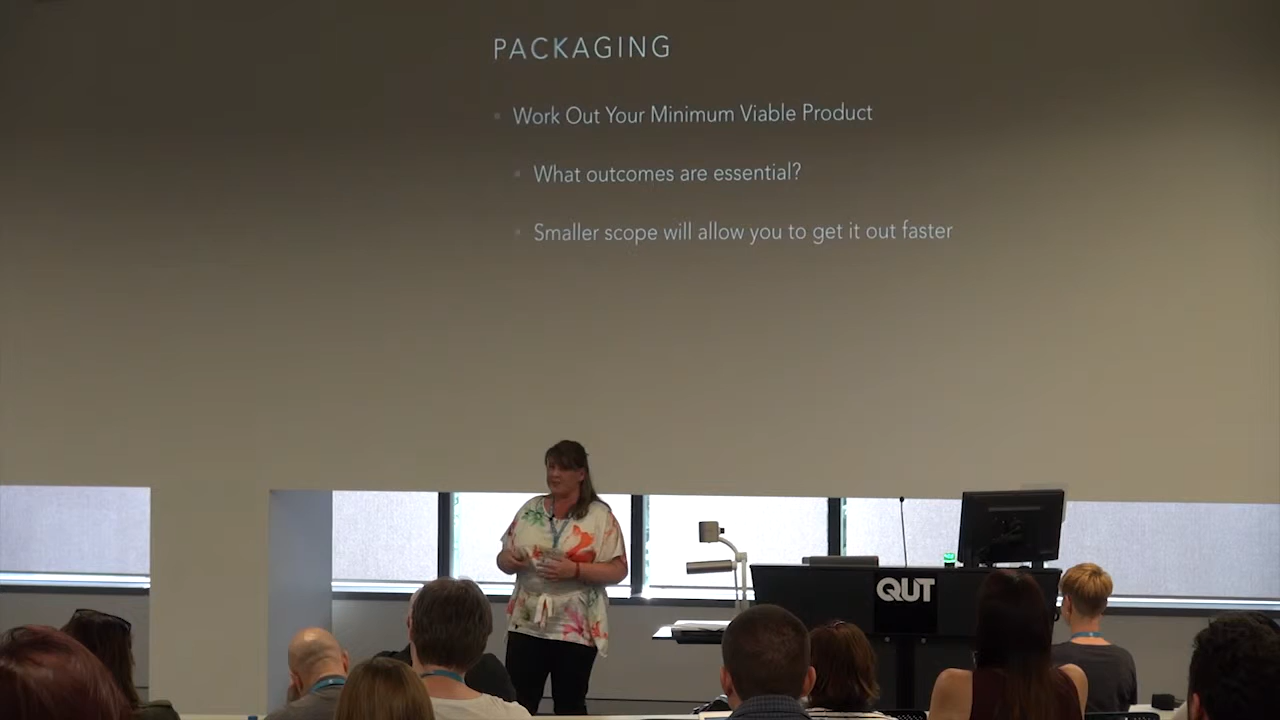 PACKAGING
Work Out Your Minimum Viable Product
What outcomes are essential?
Smaller scope will allow you to get it out faster
QUT